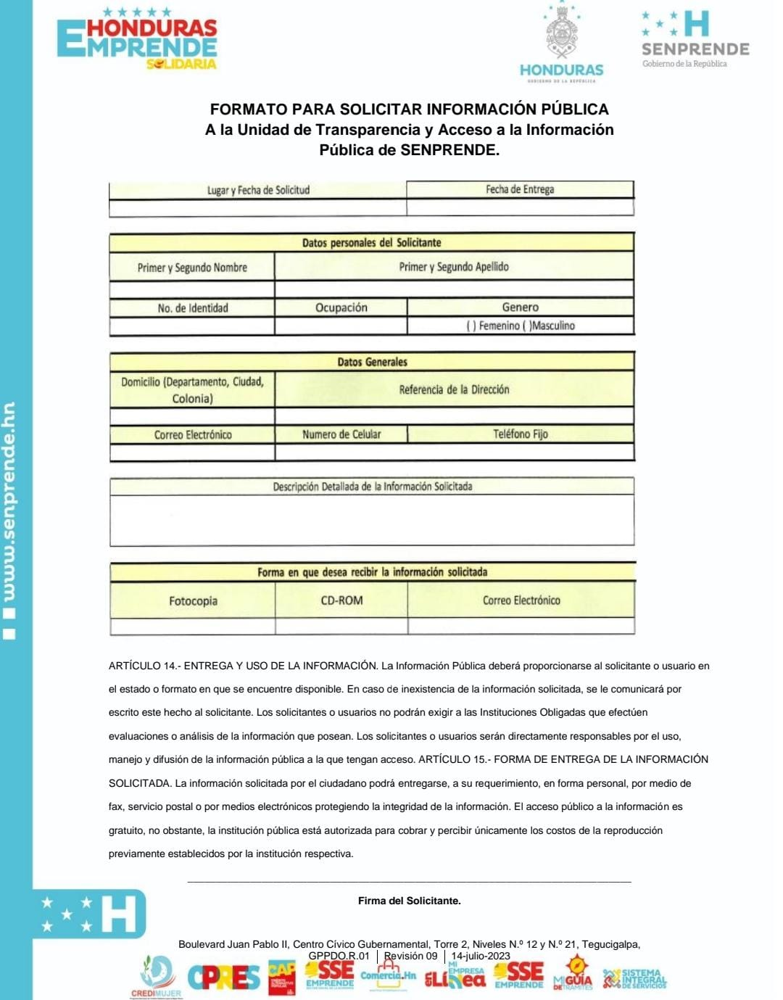 HONDURAS
EMPRENDE
SOLIDARIA
HONDURAS
GOBIERNO DE LA REPÚBLICA
H
SENPRENDE
Gobierno de la República
FORMATO PARA SOLICITAR INFORMACIÓN PÚBLICA
A la Unidad de Transparencia y Acceso a la Información
Pública de SENPRENDE.
Lugar y Fecha de Solicitud Fecha de Entrega
Datos personales del Solicitante
Primer y Segundo Nombre Primer y Segundo Apellido
No. de Identidad Ocupación Genero
( ) Femenino ( )Masculino
Datos Generales
Domicilio (Departamento, Ciudad,
Colonia)
Referencia de la Dirección
Correo Electrónico Numero de Celular Teléfono Fijo
Descripción Detallada de la Información Solicitada
Forma en que desea recibir la información solicitada
Fotocopia CD-ROM Correo Electrónico
ARTÍCULO 14.- ENTREGA Y USO DE LA INFORMACIÓN. La Información Pública deberá proporcionarse al solicitante o usuario en
el estado o formato en que se encuentre disponible. En caso de inexistencia de la información solicitada, se le comunicará por
escrito este hecho al solicitante. Los solicitantes o usuarios no podrán exigir a las Instituciones Obligadas que efectúen
evaluaciones o análisis de la información que posean. Los solicitantes o usuarios serán directamente responsables por el uso,
manejo y difusión de la información pública a la que tengan acceso. ARTÍCULO 15.- FORMA DE ENTREGA DE LA INFORMACIÓN
SOLICITADA. La información solicitada por el ciudadano podrá entregarse, a su requerimiento, en forma personal, por medio de
fax, servicio postal o por medios electrónicos protegiendo la integridad de la información. El acceso público a la información es
gratuito, no obstante, la institución pública está autorizada para cobrar y percibir únicamente los costos de la reproducción
previamente establecidos por la institución respectiva.
Firma del Solicitante.
www.senprende.hn
H
Boulevard Juan Pablo II, Centro Cívico Gubernamental, Torre 2, Niveles N.º 12 y N.º 21, Tegucigalpa,
GPPDO.R.01 | Revisión 09 | 14-julio-2023
CREDIMUJER
CPRES
CAP
SSE
EMPRENDE
Comercia.Hn
MI
EMPRESA
en Línea
SSE
EMPRENDE
MI GUÍA
DE TRÁMITES
SISTEMA
INTEGRAL
DE SERVICIOS